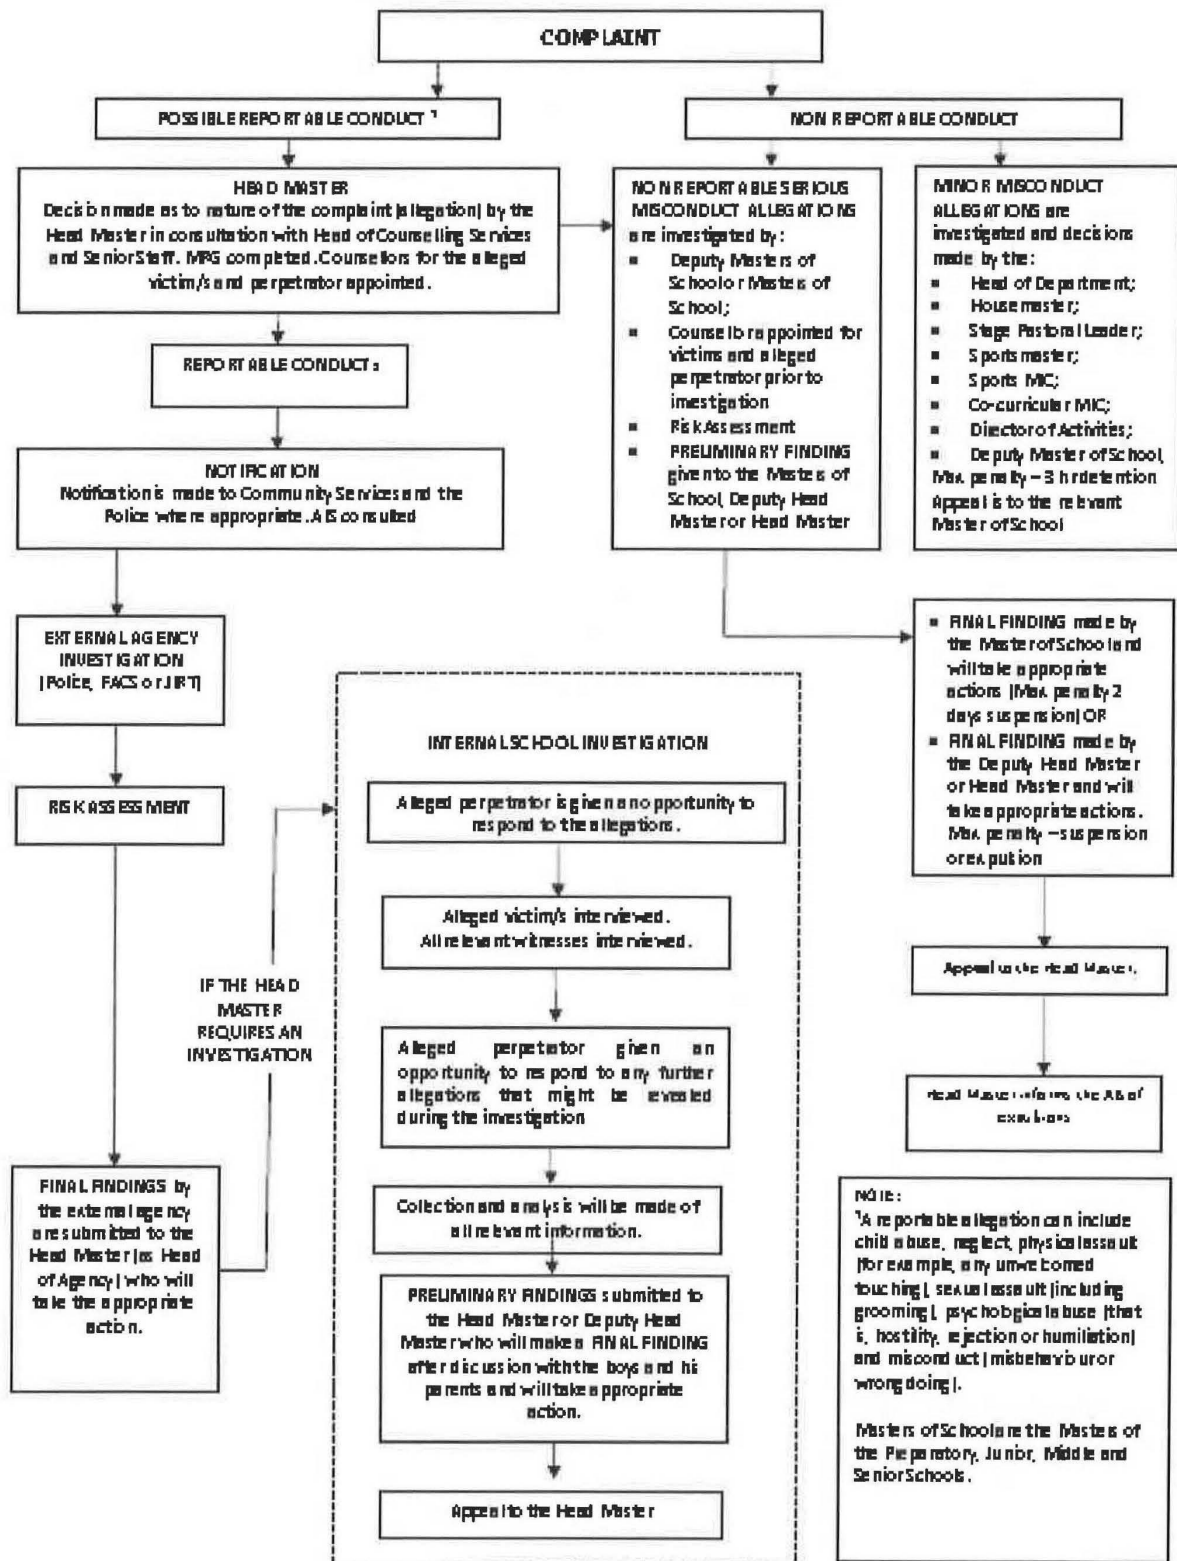 COMPLAINT
POSSIBLE REPORTABLE CONDUCT ¹
NON REPORTABLE CONDUCT
HEAD MASTER
Decision made as to nature of the complaint (allegation) by the
Head Master in consultation with Head of Counselling Services
and Senior Staff. MRG completed. Counsellors for the alleged
victim/s and perpetrator appointed.
NON REPORTABLE SERIOUS
MISCONDUCT ALLEGATIONS
are investigated by:
▪ Deputy Masters of
School or Masters of
School;
▪ Counsellor appointed for
victims and alleged
perpetrator prior to
investigation
▪ Risk Assessment
▪ PRELIMINARY FINDING
given to the Masters of
School, Deputy Head
Master or Head Master
MINOR MISCONDUCT
ALLEGATIONS are
investigated and decisions
made by the:
▪ Head of Department;
▪ Housemaster;
▪ Stage Pastoral Leader;
▪ Sportsmaster;
▪ Sports MIC;
▪ Co-curricular MIC;
▪ Director of Activities;
▪ Deputy Master of School,
Max. penalty – 3 hr detention
Appeal is to the relevant
Master of School
REPORTABLE CONDUCT
NOTIFICATION
Notification is made to Community Services and the
Police where appropriate. AIS consulted
EXTERNAL AGENCY
INVESTIGATION
(Police, FACS or JIRT)
RISK ASSESSMENT
FINAL FINDINGS by
the external agency
are submitted to the
Head Master (as Head
of Agency) who will
take the appropriate
action.
IF THE HEAD
MASTER
REQUIRES AN
INVESTIGATION
INTERNAL SCHOOL INVESTIGATION
Alleged perpetrator is given an opportunity to
respond to the allegations.
Alleged victim/s interviewed.
All relevant witnesses interviewed.
Alleged perpetrator given an
opportunity to respond to any further
allegations that might be revealed
during the investigation
Collection and analysis will be made of
all relevant information.
PRELIMINARY FINDINGS submitted to
the Head Master or Deputy Head
Master who will make a FINAL FINDING
after discussion with the boys and his
parents and will take appropriate
action.
Appeal to the Head Master
▪ FINAL FINDING made by
the Master of School and
will take appropriate
actions (Max. penalty 2
days suspension) OR
▪ FINAL FINDING made by
the Deputy Head Master
or Head Master and will
take appropriate actions.
Max. penalty – suspension
or expulsion
Appeal to the Head Master.
Head Master informs the AIS of
NOTE:
¹A reportable allegation can include
child abuse, neglect, physical assault
(for example, any unwelcomed
touching), sexual assault (including
grooming), psychological abuse (that
is, hostility, rejection or humiliation)
and misconduct (misbehaviour or
wrong doing).
Masters of School are the Masters of
the Preparatory, Junior, Middle and
Senior Schools.